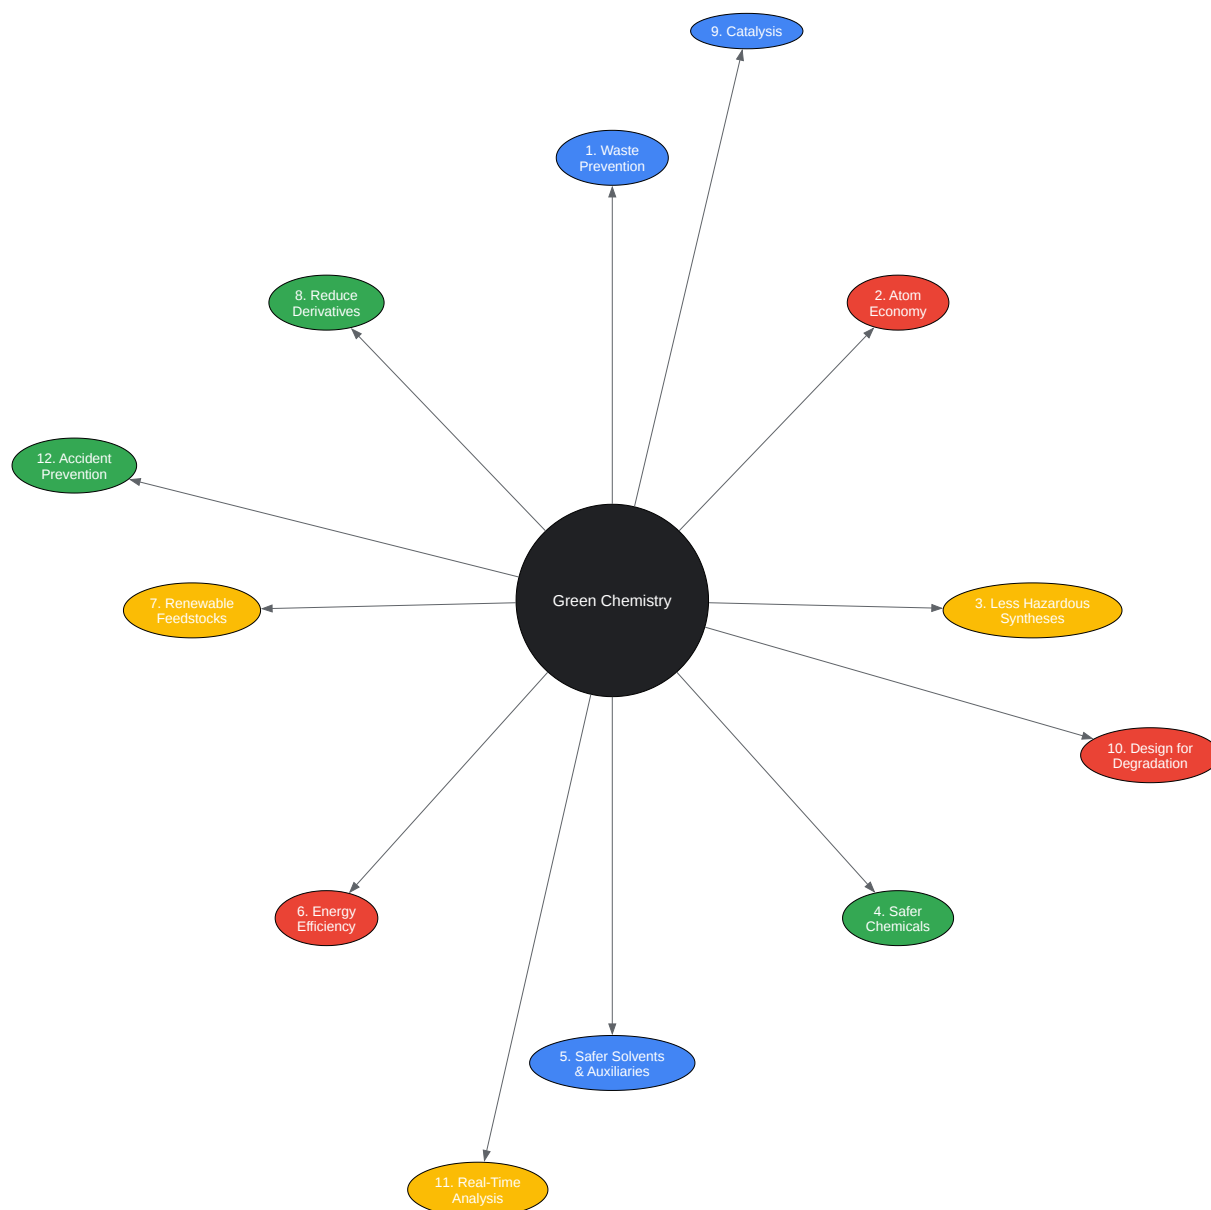 9. Catalysis
1. Waste
Prevention
8. Reduce
Derivatives
2. Atom
Economy
12. Accident
Prevention
Green Chemistry
7. Renewable
Feedstocks
3. Less Hazardous
Syntheses
10. Design for
Degradation
6. Energy
Efficiency
4. Safer
Chemicals
5. Safer Solvents
& Auxiliaries
11. Real-Time
Analysis